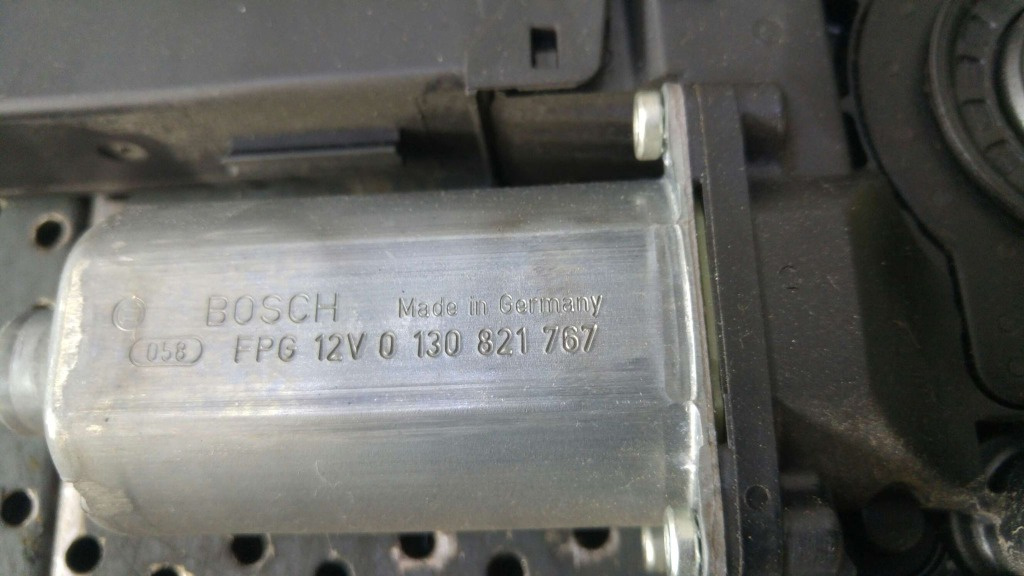 BOSCH Made in Germany
(058) FPG 12V 0 130 821 767